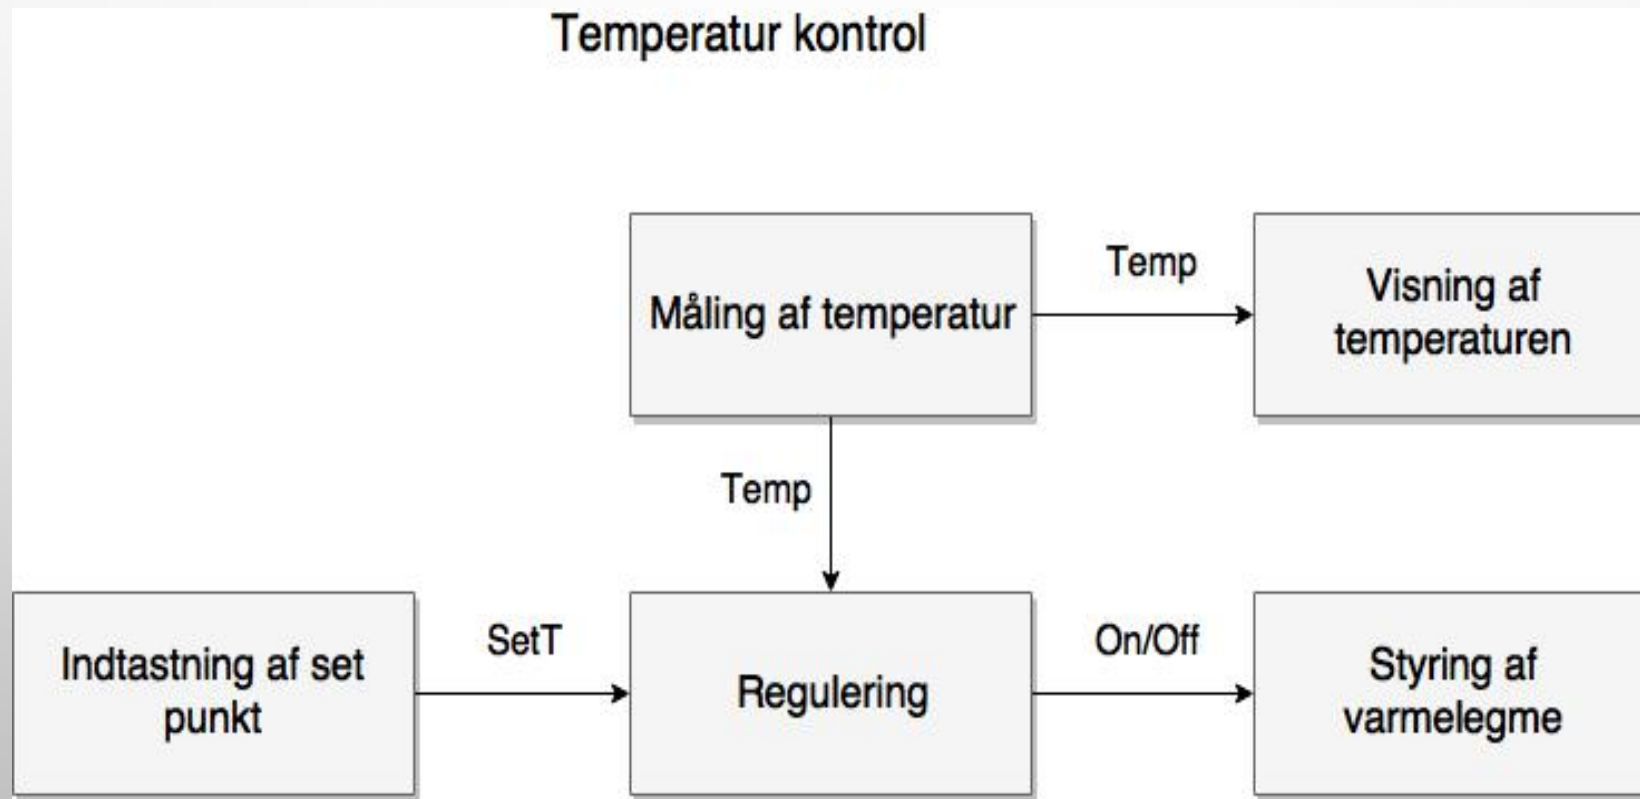 Temperatur kontrol
Måling af temperatur
Temp
Visning af
temperaturen
Temp
Indtastning af set
punkt
SetT
Regulering
On/Off
Styring af
varmelegme